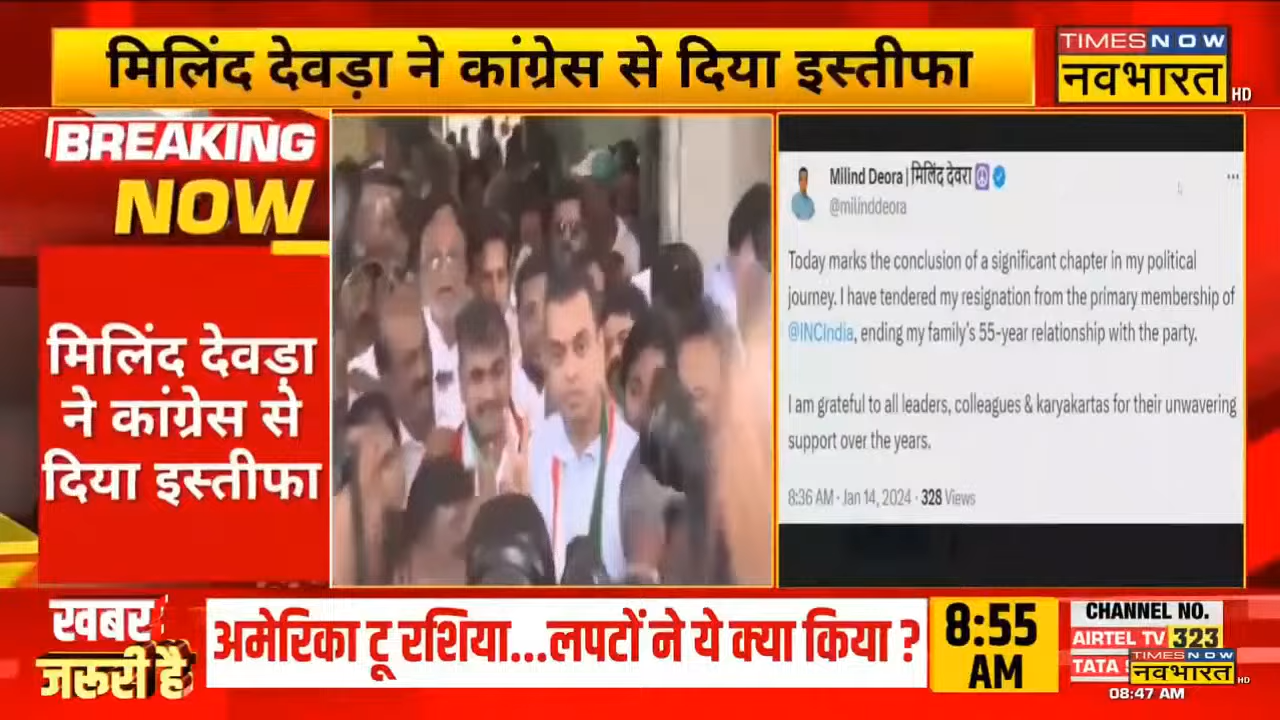 मिलिंद देवड़ा ने कांग्रेस से दिया इस्तीफा
TIMES NOW
नवभारत
HD
BREAKING
NOW
मिलिंद देवड़ा
ने कांग्रेस से
दिया इस्तीफा
Milind Deora | मिलिंद देवरा
@milinddeora
Today marks the conclusion of a significant chapter in my political
journey. I have tendered my resignation from the primary membership of
@INCIndia, ending my family's 55-year relationship with the party.
I am grateful to all leaders, colleagues & karyakartas for their unwavering
support over the years.
8:36 AM · Jan 14, 2024 · 328 Views
खबर
जरूरी है
अमेरिका टू रशिया...लपटों ने ये क्या किया ?
8:55
AM
CHANNEL NO.
AIRTEL TV 323
TATA
TIMES NOW
नवभारत
HD
08:47 AM